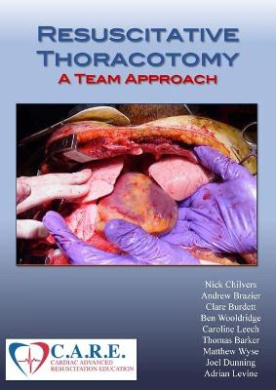 RESUSCITATIVE
THORACOTOMY
A TEAM APPROACH
Nick Chilvers
Andrew Brazier
Clare Burdett
Ben Wooldridge
Caroline Leech
Thomas Barker
Matthew Wyse
Joel Dunning
Adrian Levine
C.A.R.E.
CARDIAC ADVANCED
RESUSCITATION EDUCATION